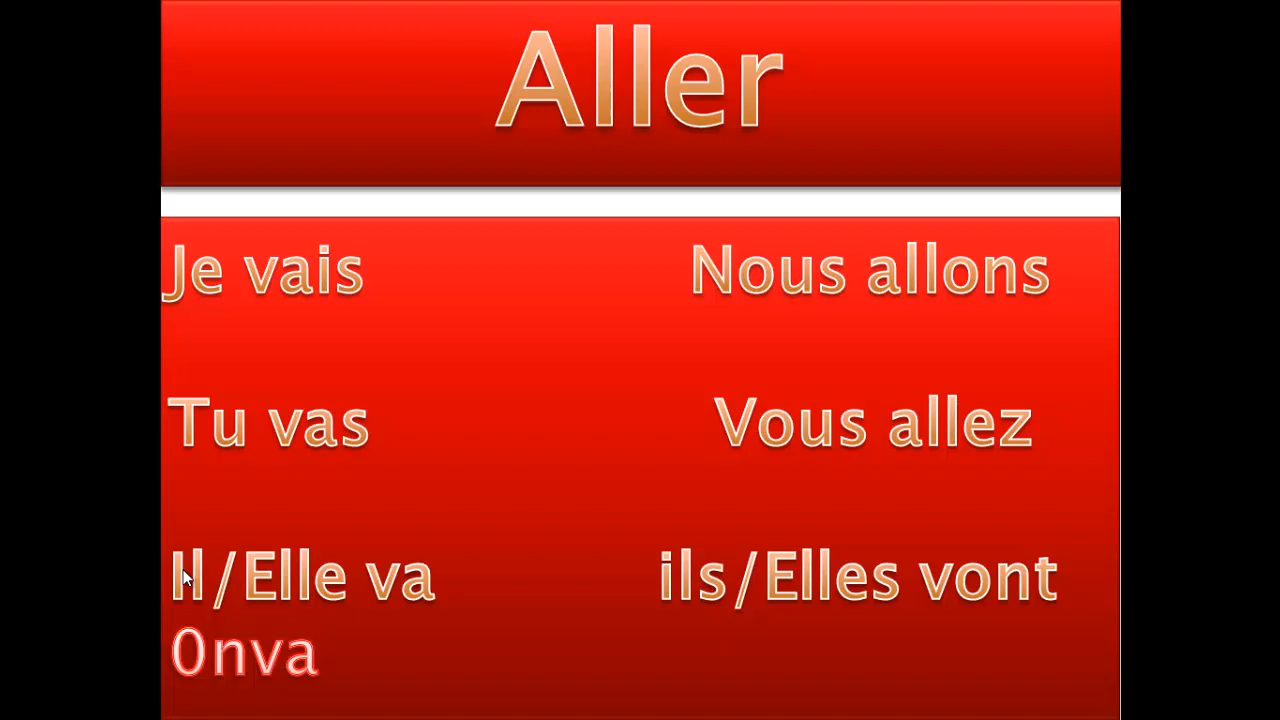 Aller
Je vais
Nous allons
Tu vas
Vous allez
Il/Elle va
ils/Elles vont
Onva